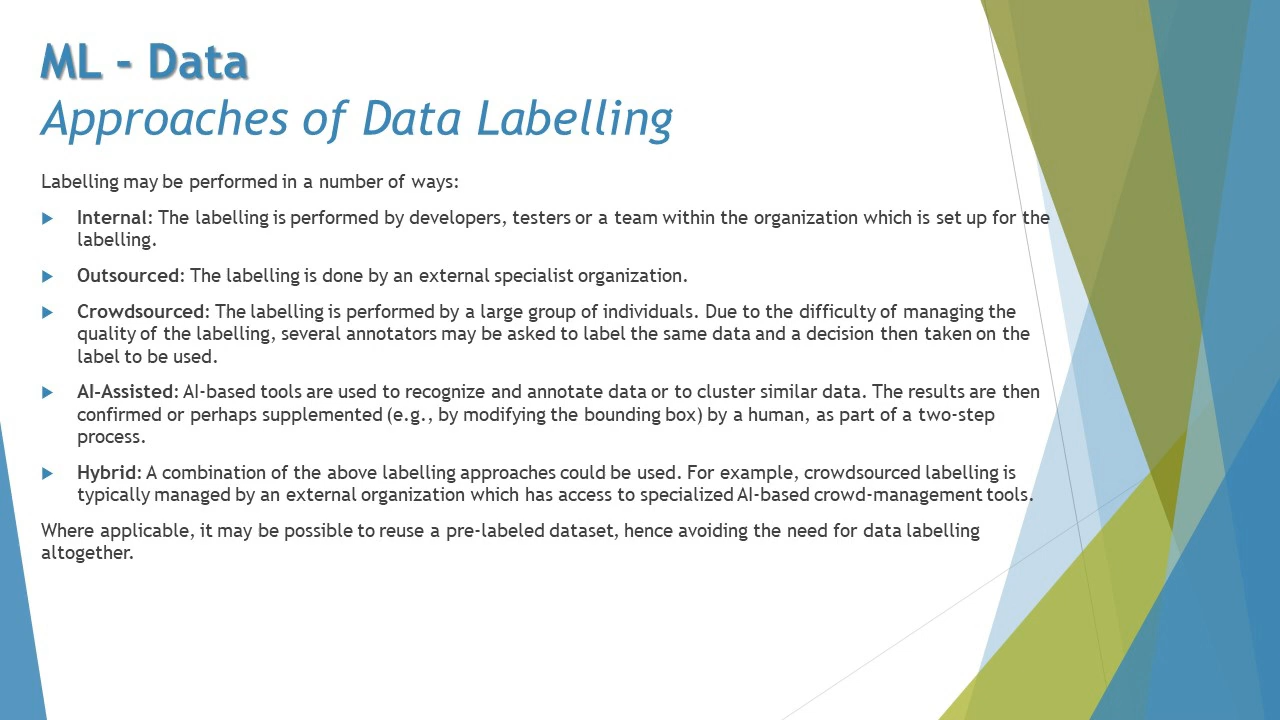 ML - Data
Approaches of Data Labelling
Labelling may be performed in a number of ways:
Internal: The labelling is performed by developers, testers or a team within the organization which is set up for the
labelling.
Outsourced: The labelling is done by an external specialist organization.
Crowdsourced: The labelling is performed by a large group of individuals. Due to the difficulty of managing the
quality of the labelling, several annotators may be asked to label the same data and a decision then taken on the
label to be used.
AI-Assisted: AI-based tools are used to recognize and annotate data or to cluster similar data. The results are then
confirmed or perhaps supplemented (e.g., by modifying the bounding box) by a human, as part of a two-step
process.
Hybrid: A combination of the above labelling approaches could be used. For example, crowdsourced labelling is
typically managed by an external organization which has access to specialized AI-based crowd-management tools.
Where applicable, it may be possible to reuse a pre-labeled dataset, hence avoiding the need for data labelling
altogether.